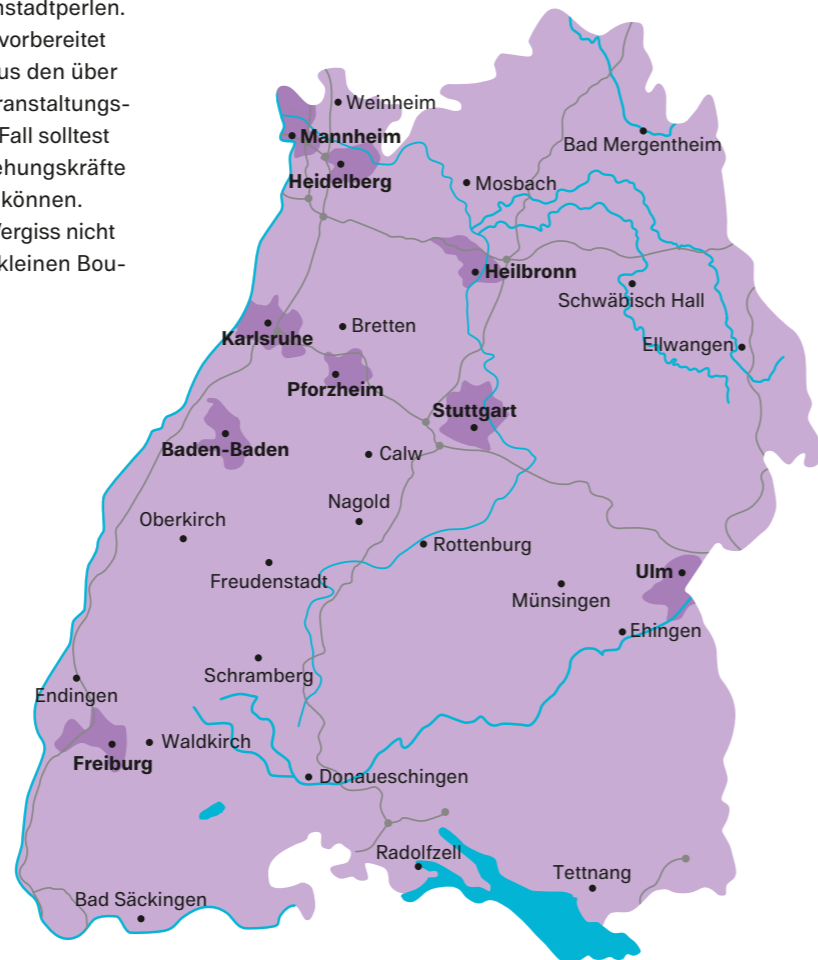 nstadtperlen.
vorbereitet
us den über
ranstaltungs-
Fall solltest
ehungskräfte
können.
Vergiss nicht
kleinen Bou-
Weinheim
Mannheim
Bad Mergentheim
Heidelberg
Mosbach
Heilbronn
Schwäbisch Hall
Bretten
Karlsruhe
Ellwangen
Pforzheim
Stuttgart
Baden-Baden
Calw
Nagold
Oberkirch
Rottenburg
Ulm
Freudenstadt
Münsingen
Ehingen
Schramberg
Endingen
Waldkirch
Freiburg
Donaueschingen
Radolfzell
Tettnang
Bad Säckingen